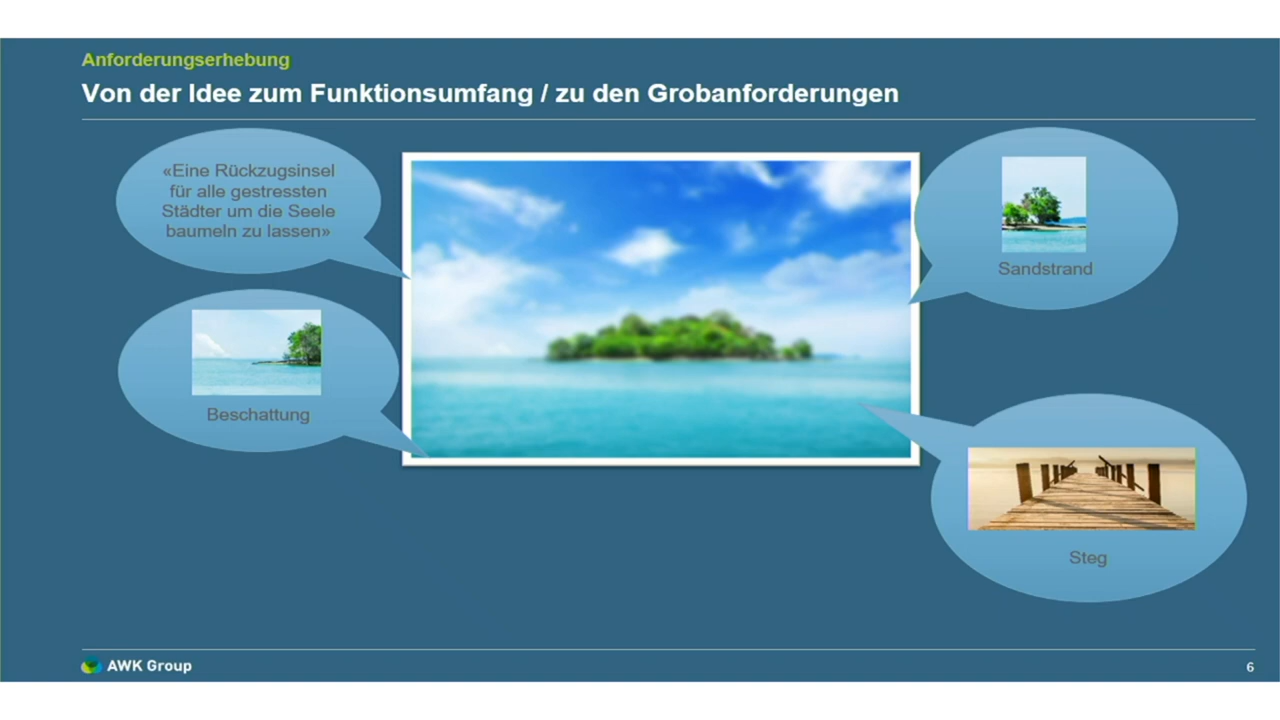 Anforderungserhebung
Von der Idee zum Funktionsumfang / zu den Grobanforderungen
«Eine Rückzugsinsel
für alle gestressten
Städter um die Seele
baumeln zu lassen»
Sandstrand
Beschattung
Steg
AWK Group
6